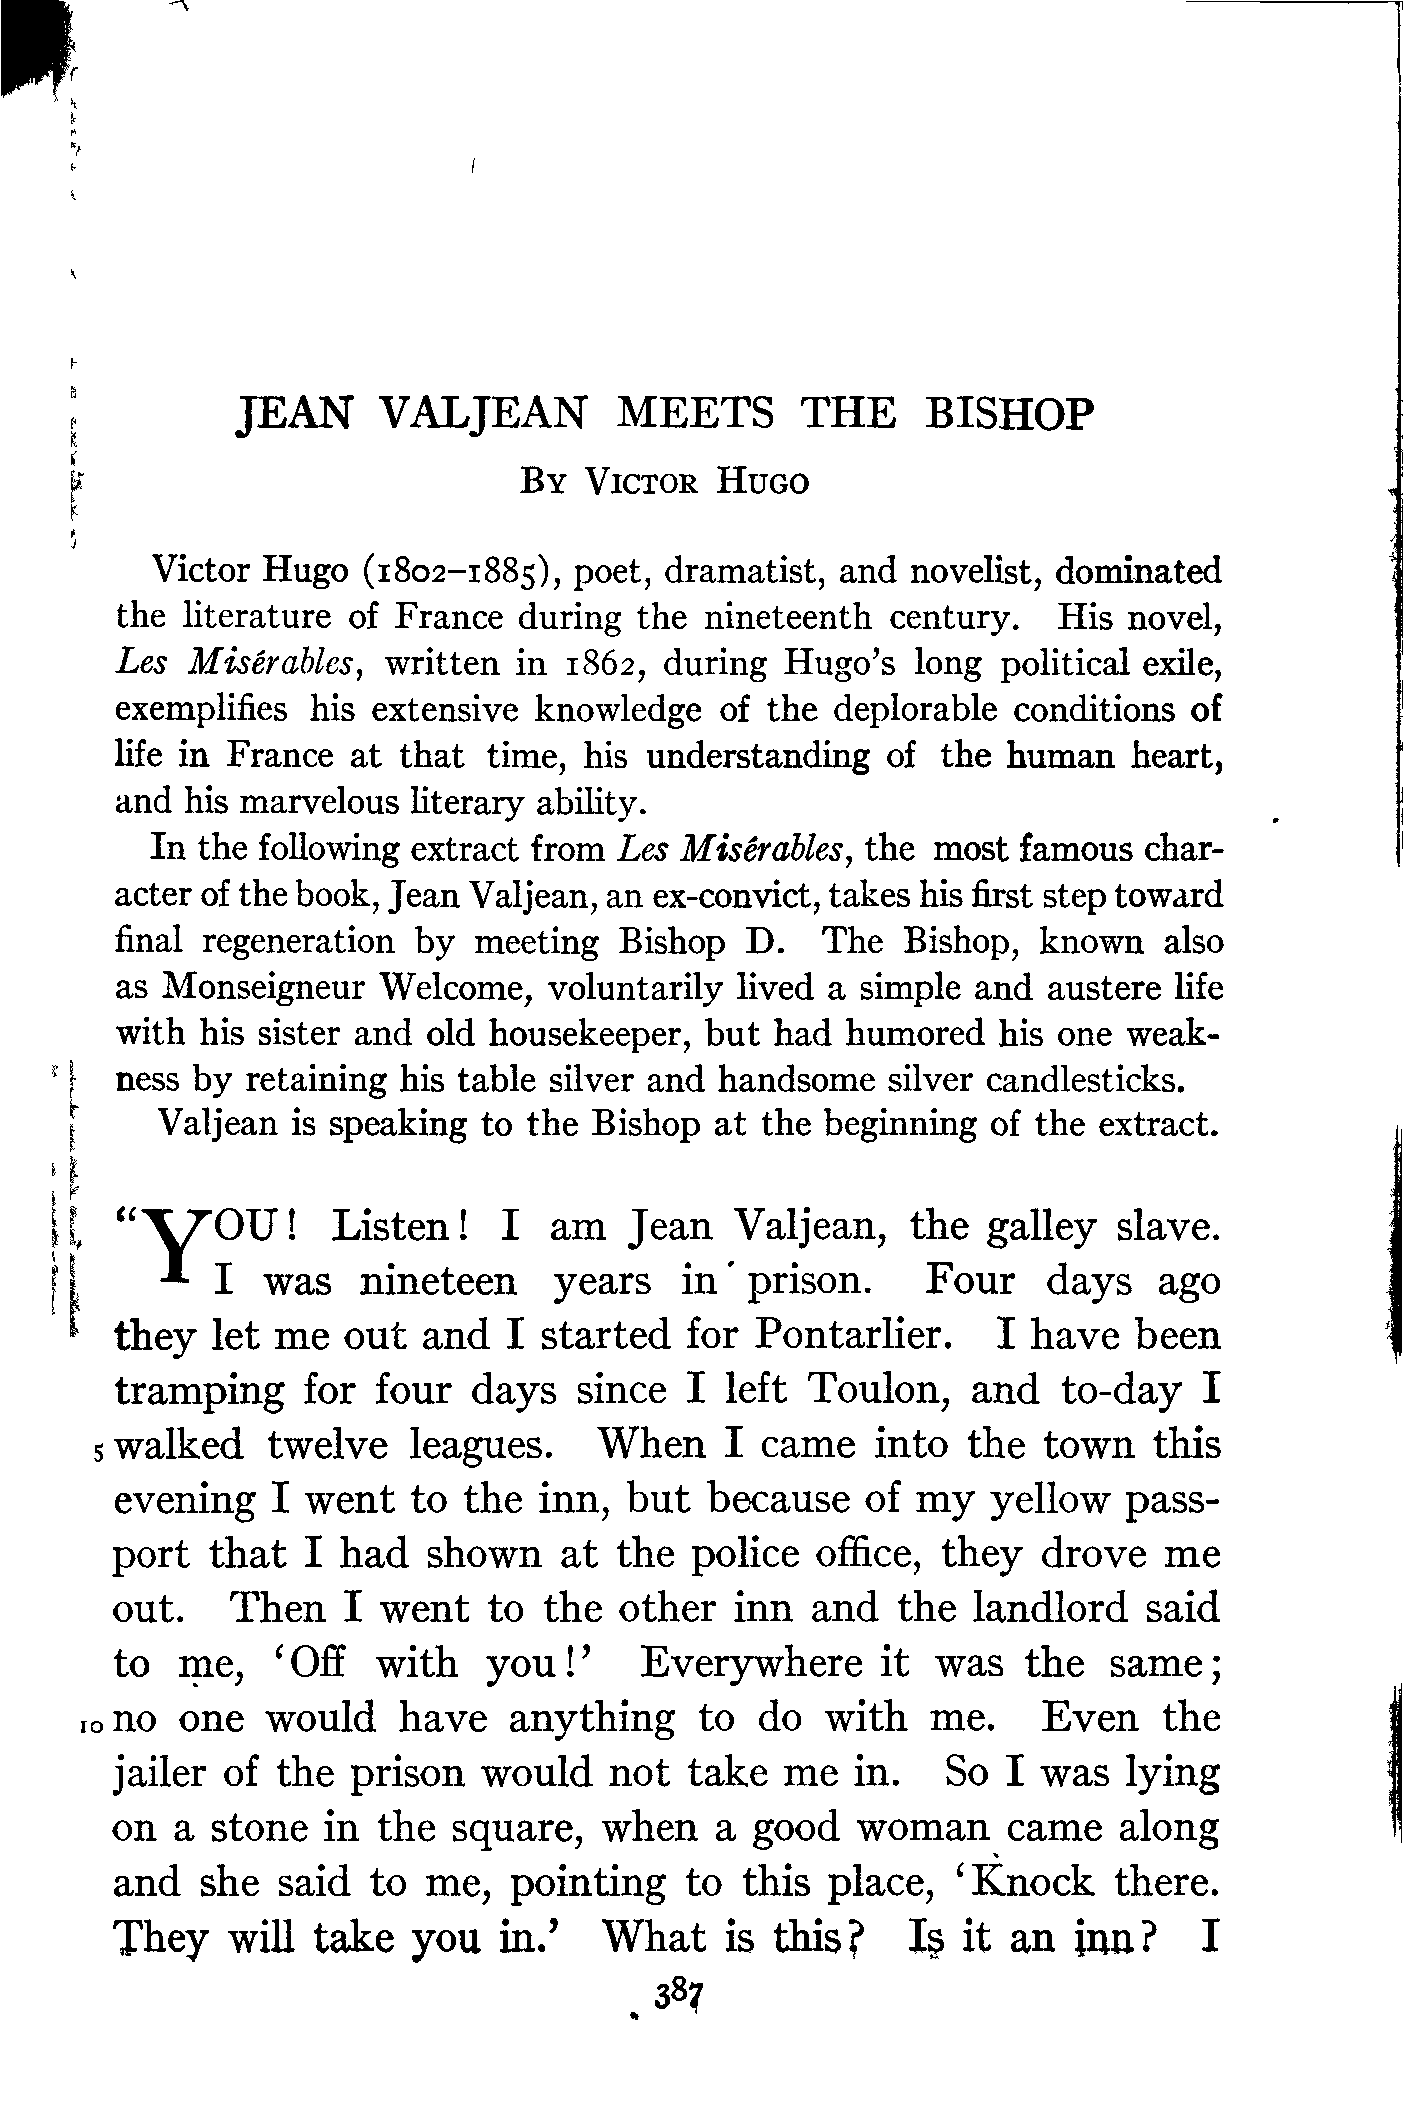 JEAN VALJEAN MEETS THE BISHOP
By Victor Hugo
Victor Hugo (1802–1885), poet, dramatist, and novelist, dominated
the literature of France during the nineteenth century. His novel,
Les Misérables, written in 1862, during Hugo's long political exile,
exemplifies his extensive knowledge of the deplorable conditions of
life in France at that time, his understanding of the human heart,
and his marvelous literary ability.
In the following extract from Les Misérables, the most famous char-
acter of the book, Jean Valjean, an ex-convict, takes his first step toward
final regeneration by meeting Bishop D. The Bishop, known also
as Monseigneur Welcome, voluntarily lived a simple and austere life
with his sister and old housekeeper, but had humored his one weak-
ness by retaining his table silver and handsome silver candlesticks.
Valjean is speaking to the Bishop at the beginning of the extract.
"YOU! Listen! I am Jean Valjean, the galley slave.
I was nineteen years in prison. Four days ago
they let me out and I started for Pontarlier. I have been
tramping for four days since I left Toulon, and to-day I
5 walked twelve leagues. When I came into the town this
evening I went to the inn, but because of my yellow pass-
port that I had shown at the police office, they drove me
out. Then I went to the other inn and the landlord said
to me, 'Off with you!' Everywhere it was the same;
10 no one would have anything to do with me. Even the
jailer of the prison would not take me in. So I was lying
on a stone in the square, when a good woman came along
and she said to me, pointing to this place, 'Knock there.
They will take you in.' What is this? Is it an inn? I
387